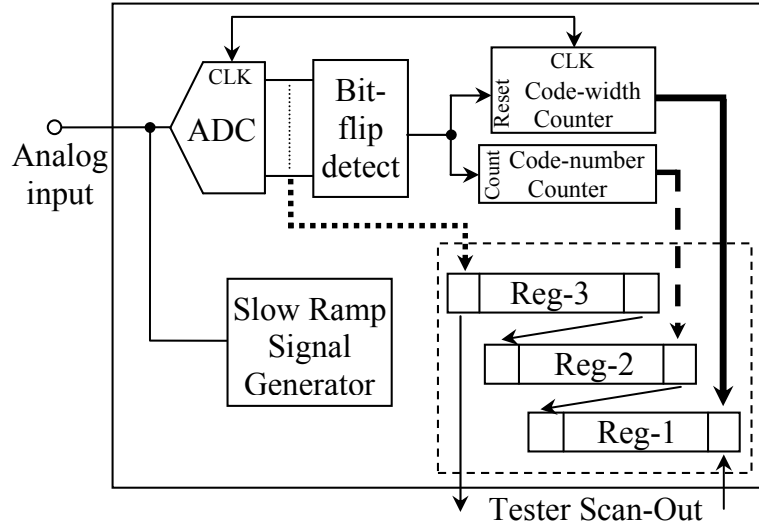 CLK
ADC
Analog
input
Bit-
flip
detect
CLK
Reset
Code-width
Counter
Count
Code-number
Counter
Slow Ramp
Signal
Generator
Reg-3
Reg-2
Reg-1
Tester Scan-Out